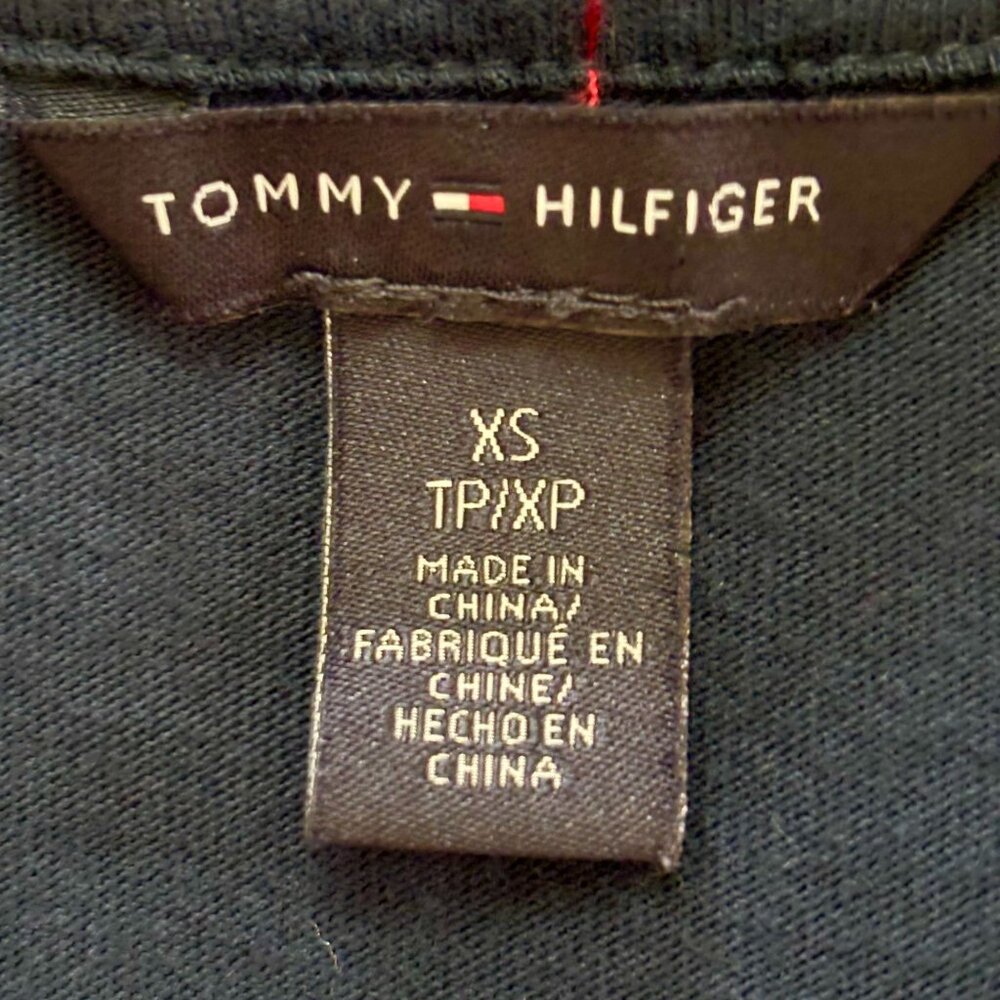 TOMMY HILFIGER
XS
TP/XP
MADE IN
CHINA/
FABRIQUÉ EN
CHINE/
HECHO EN
CHINA